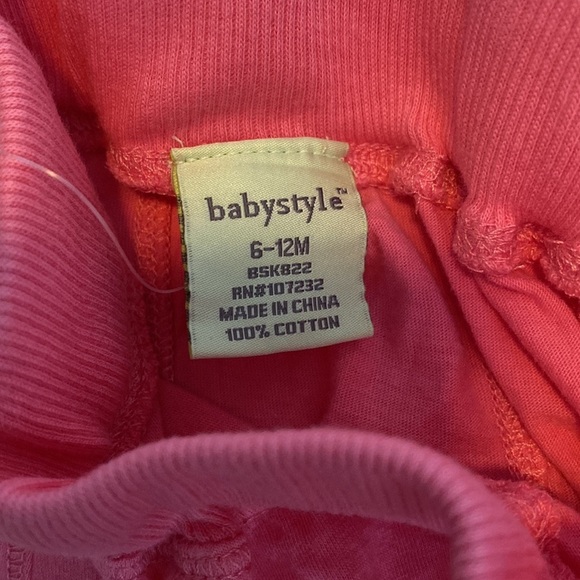 babystyle™
6-12M
BSK822
RN#107232
MADE IN CHINA
100% COTTON